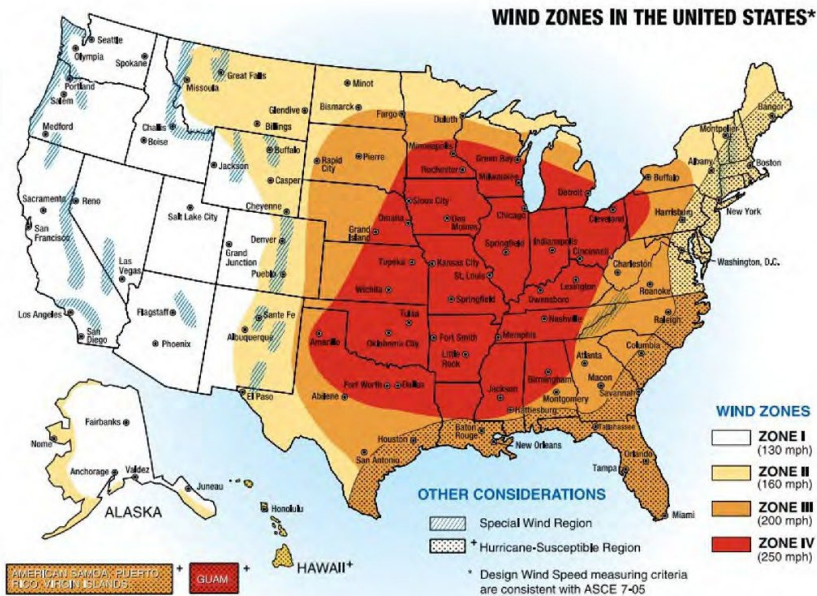 WIND ZONES IN THE UNITED STATES*
Seattle
Olympia
Spokane
Portland
Salem
Medford
Great Falls
Missoula
Glendive
Billings
Minot
Bismarck
Fargo
Duluth
Challis
Boise
Buffalo
Jackson
Casper
Cheyenne
Rapid
City
Pierre
Minneapolis
Rochester
Green Bay
Milwaukee
Detroit
Buffalo
Montpelier
Bangor
Albany
Boston
New York
Harrisburg
Washington, D.C.
Sacramento
Reno
San
Francisco
Salt Lake City
Las
Vegas
Grand
Junction
Denver
Pueblo
Grand
Island
Omaha
Sioux City
Des
Moines
Chicago
Springfield
Indianapolis
Cincinnati
Cleveland
Charleston
Roanoke
Raleigh
Topeka
Kansas City
St. Louis
Wichita
Springfield
Lexington
Owensboro
Nashville
Los Angeles
San
Diego
Flagstaff
Phoenix
Santa Fe
Albuquerque
El Paso
Amarillo
Tulsa
Oklahoma City
Fort Smith
Little
Rock
Memphis
Columbia
Atlanta
Macon
Savannah
Birmingham
Montgomery
Abilene
Fort Worth
Dallas
Jackson
Hattiesburg
Tallahassee
Houston
San Antonio
Baton
Rouge
New Orleans
Orlando
Tampa
Miami
Fairbanks
Nome
Anchorage
Valdez
Juneau
ALASKA
Honolulu
HAWAII+
AMERICAN SAMOA, PUERTO
RICO, VIRGIN ISLANDS
+
GUAM
+
OTHER CONSIDERATIONS
Special Wind Region
+ Hurricane-Susceptible Region
* Design Wind Speed measuring criteria
are consistent with ASCE 7-05
WIND ZONES
ZONE I
(130 mph)
ZONE II
(160 mph)
ZONE III
(200 mph)
ZONE IV
(250 mph)